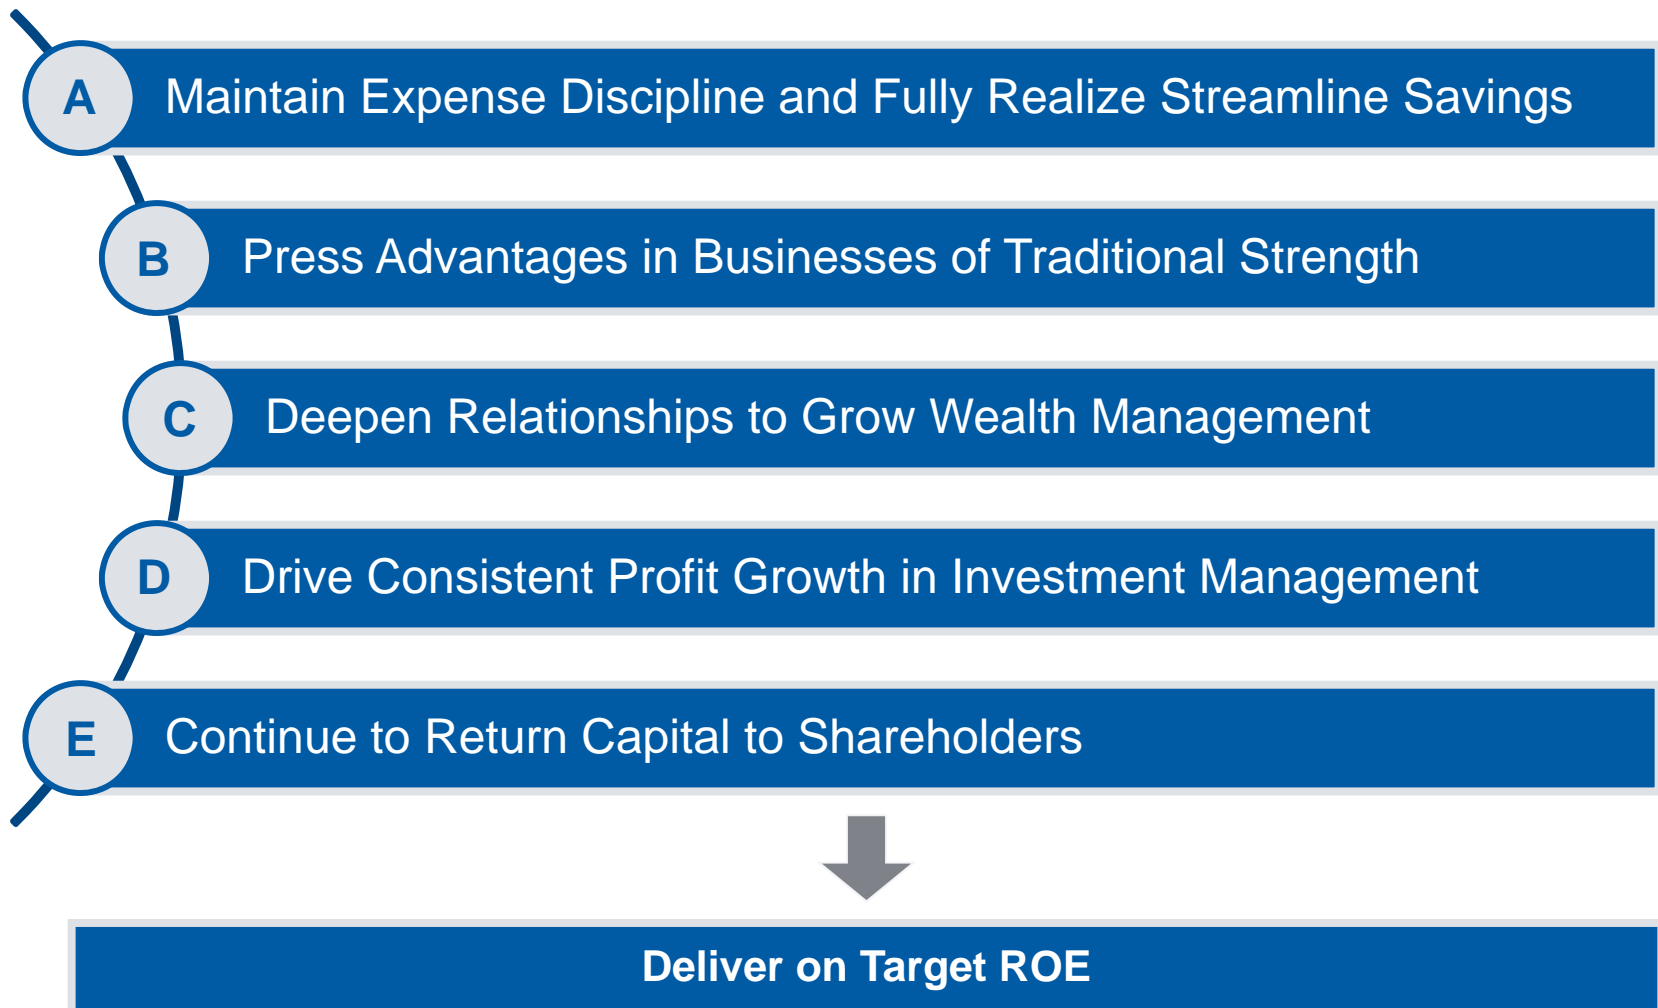 A
Maintain Expense Discipline and Fully Realize Streamline Savings
B
Press Advantages in Businesses of Traditional Strength
C
Deepen Relationships to Grow Wealth Management
D
Drive Consistent Profit Growth in Investment Management
E
Continue to Return Capital to Shareholders
Deliver on Target ROE